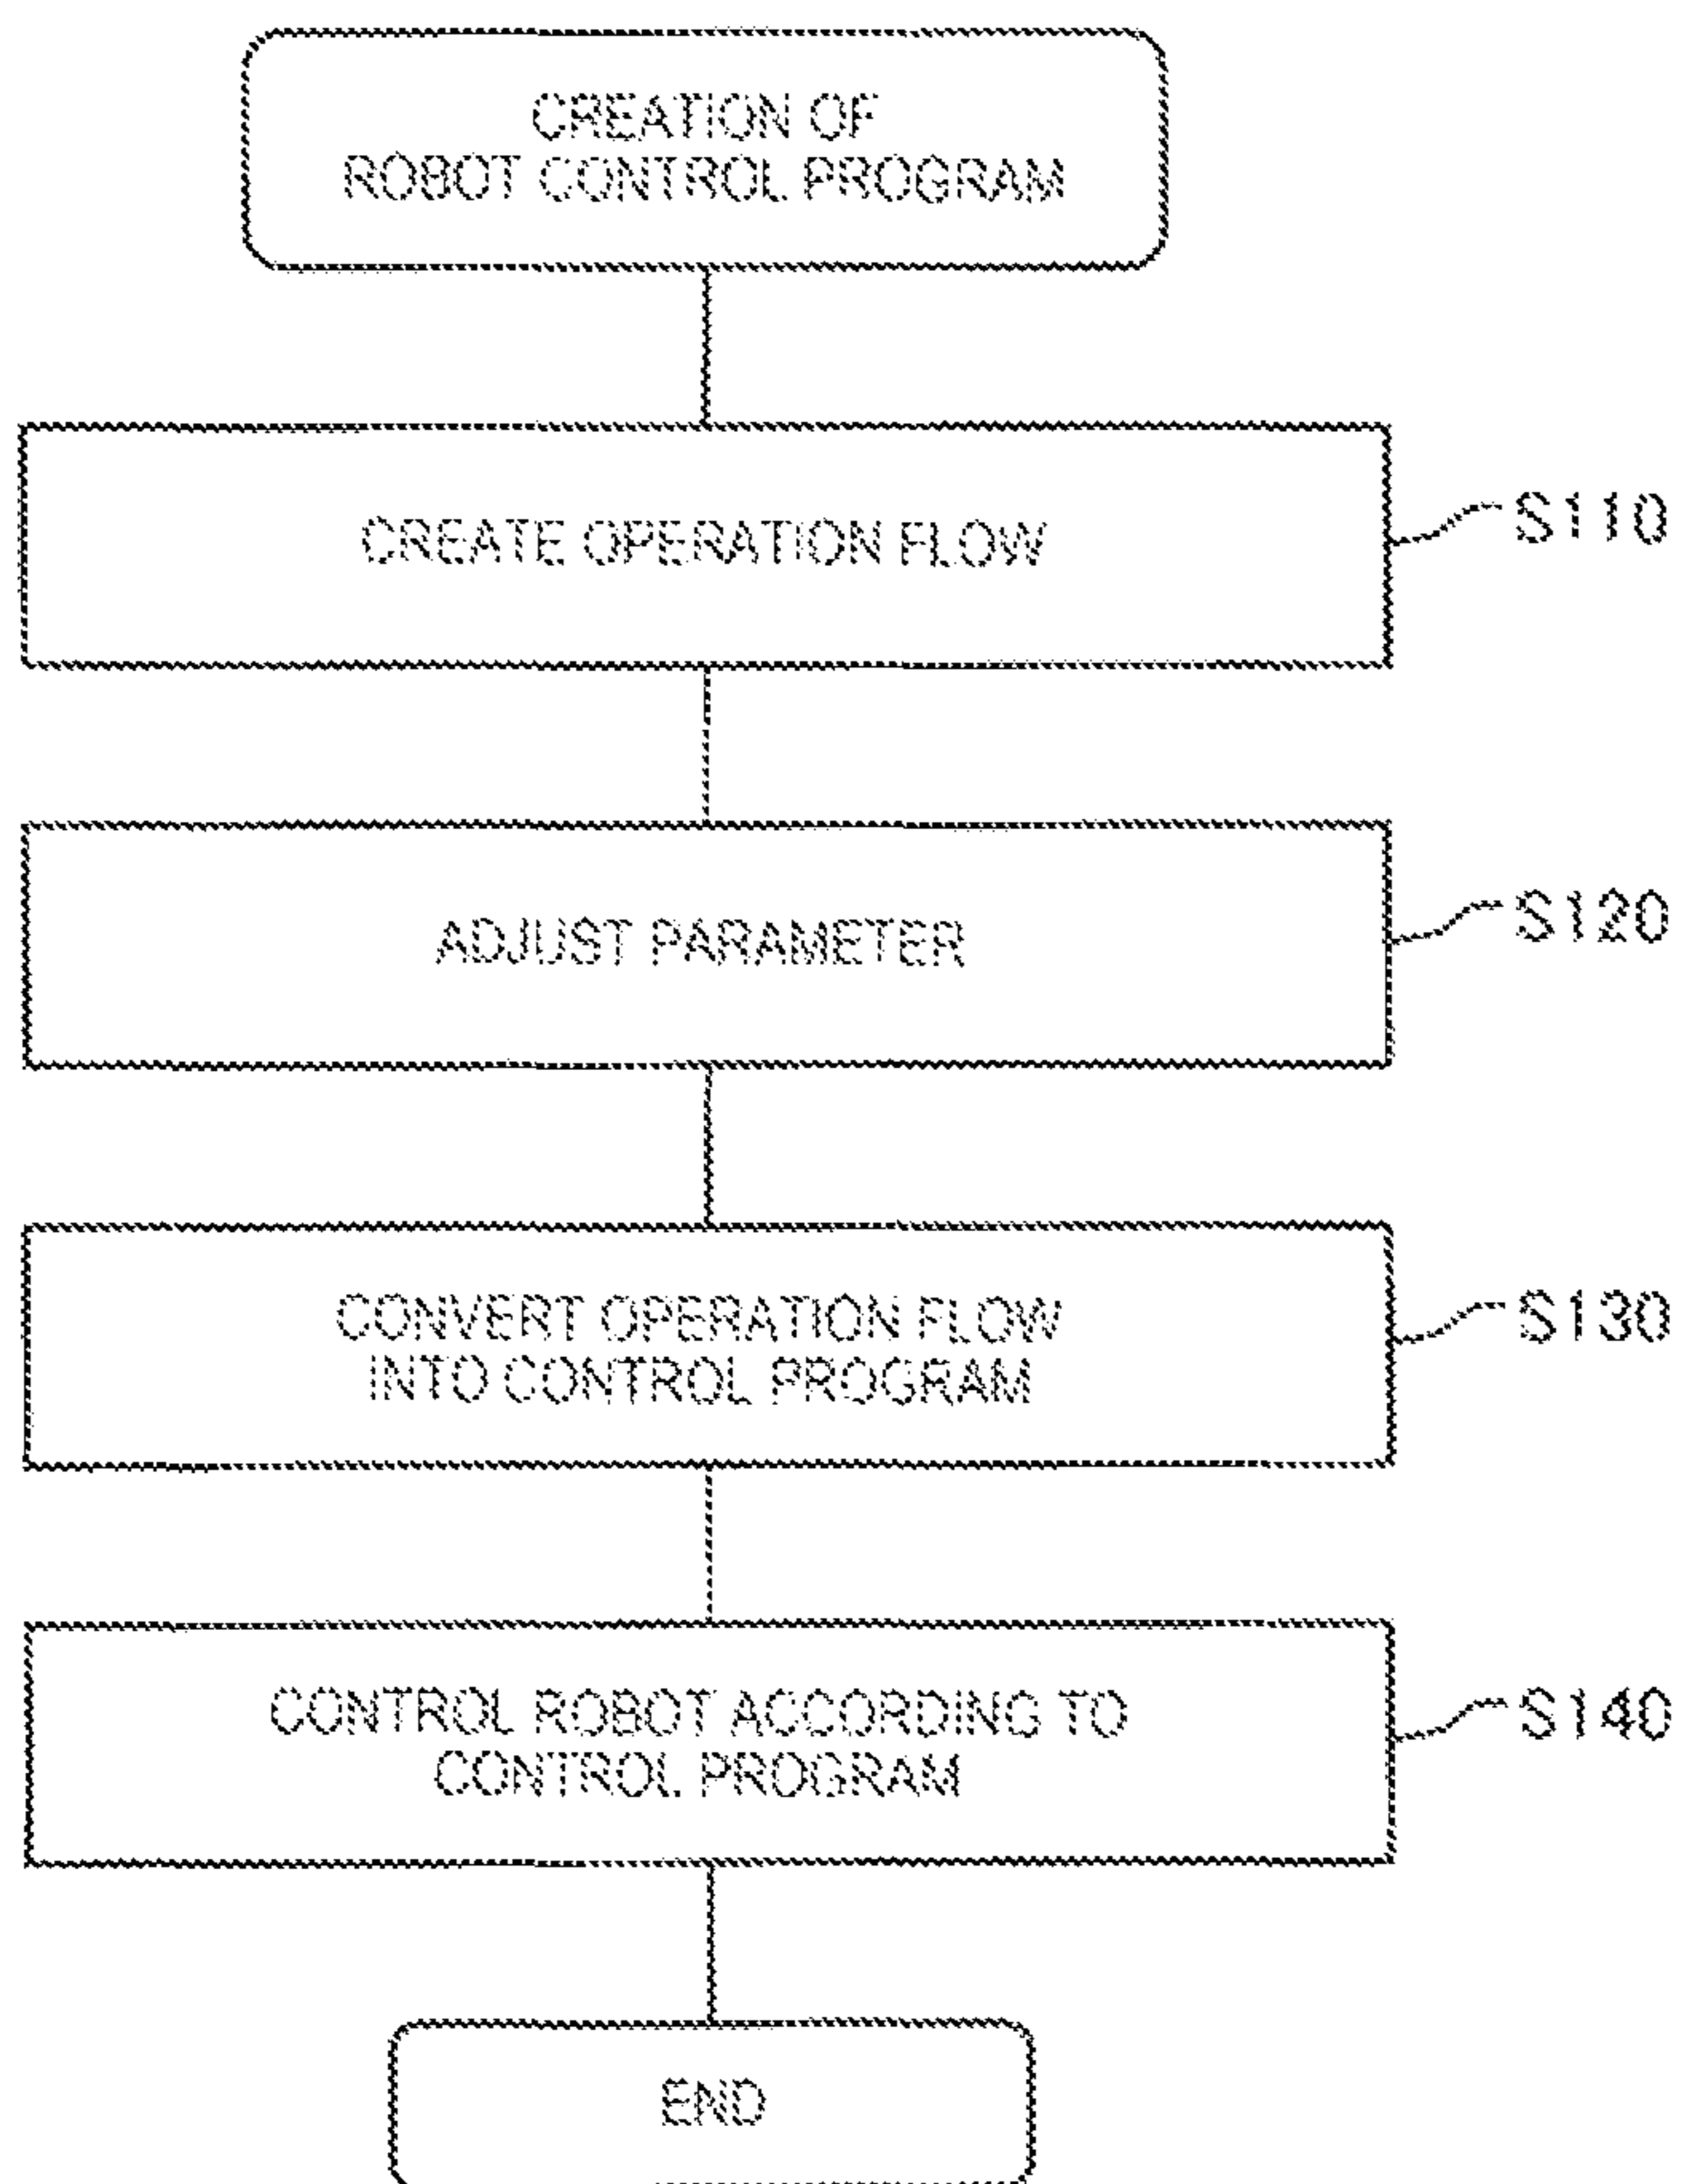 CREATION OF
ROBOT CONTROL PROGRAM
CREATE OPERATION FLOW
S110
ADJUST PARAMETER
S120
CONVERT OPERATION FLOW
INTO CONTROL PROGRAM
S130
CONTROL ROBOT ACCORDING TO
CONTROL PROGRAM
S140
END